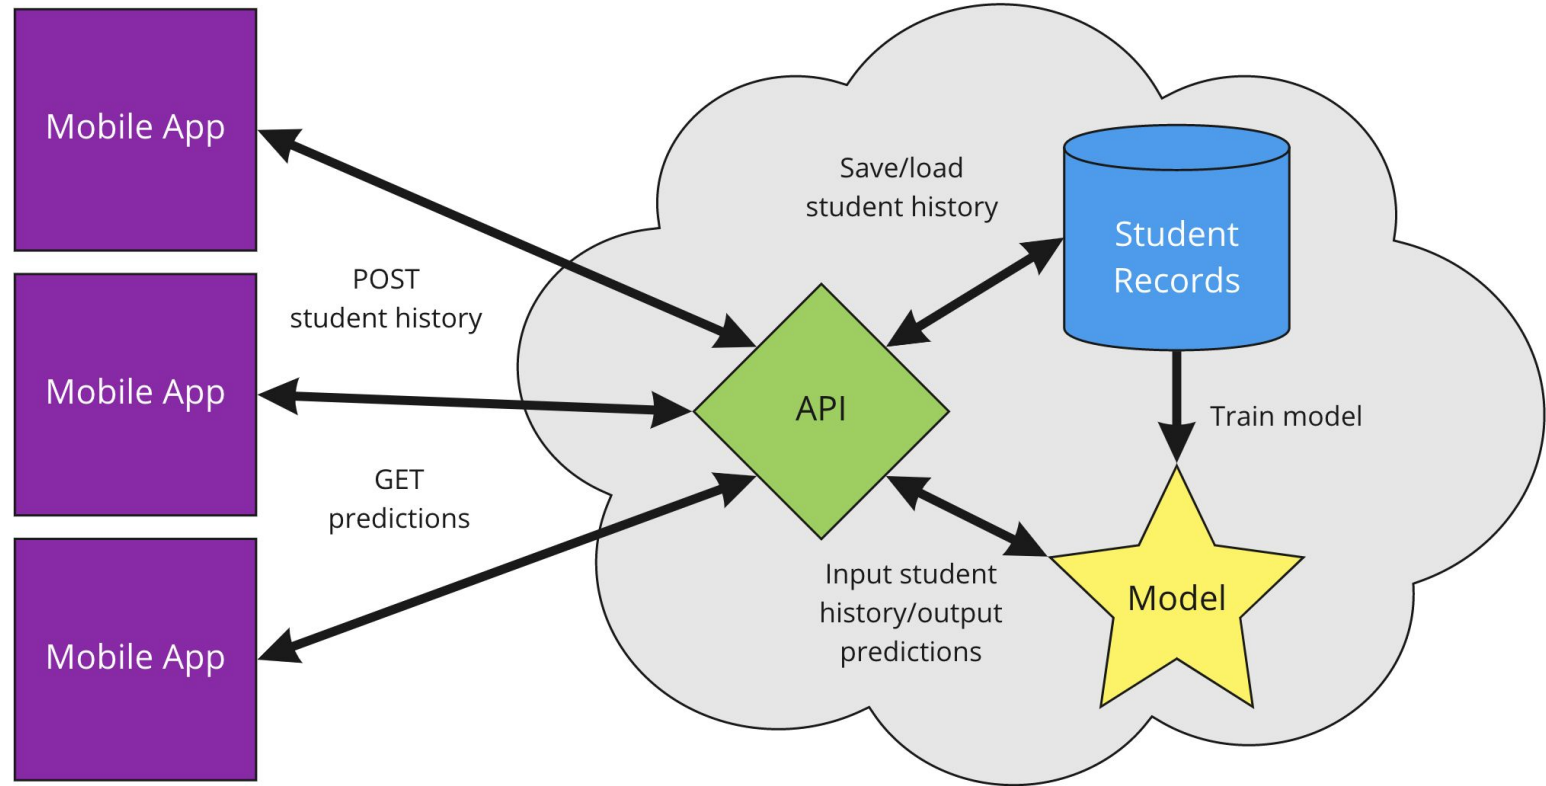 Mobile App
Mobile App
Mobile App
POST
student history
GET
predictions
API
Save/load
student history
Student
Records
Train model
Input student
history/output
predictions
Model